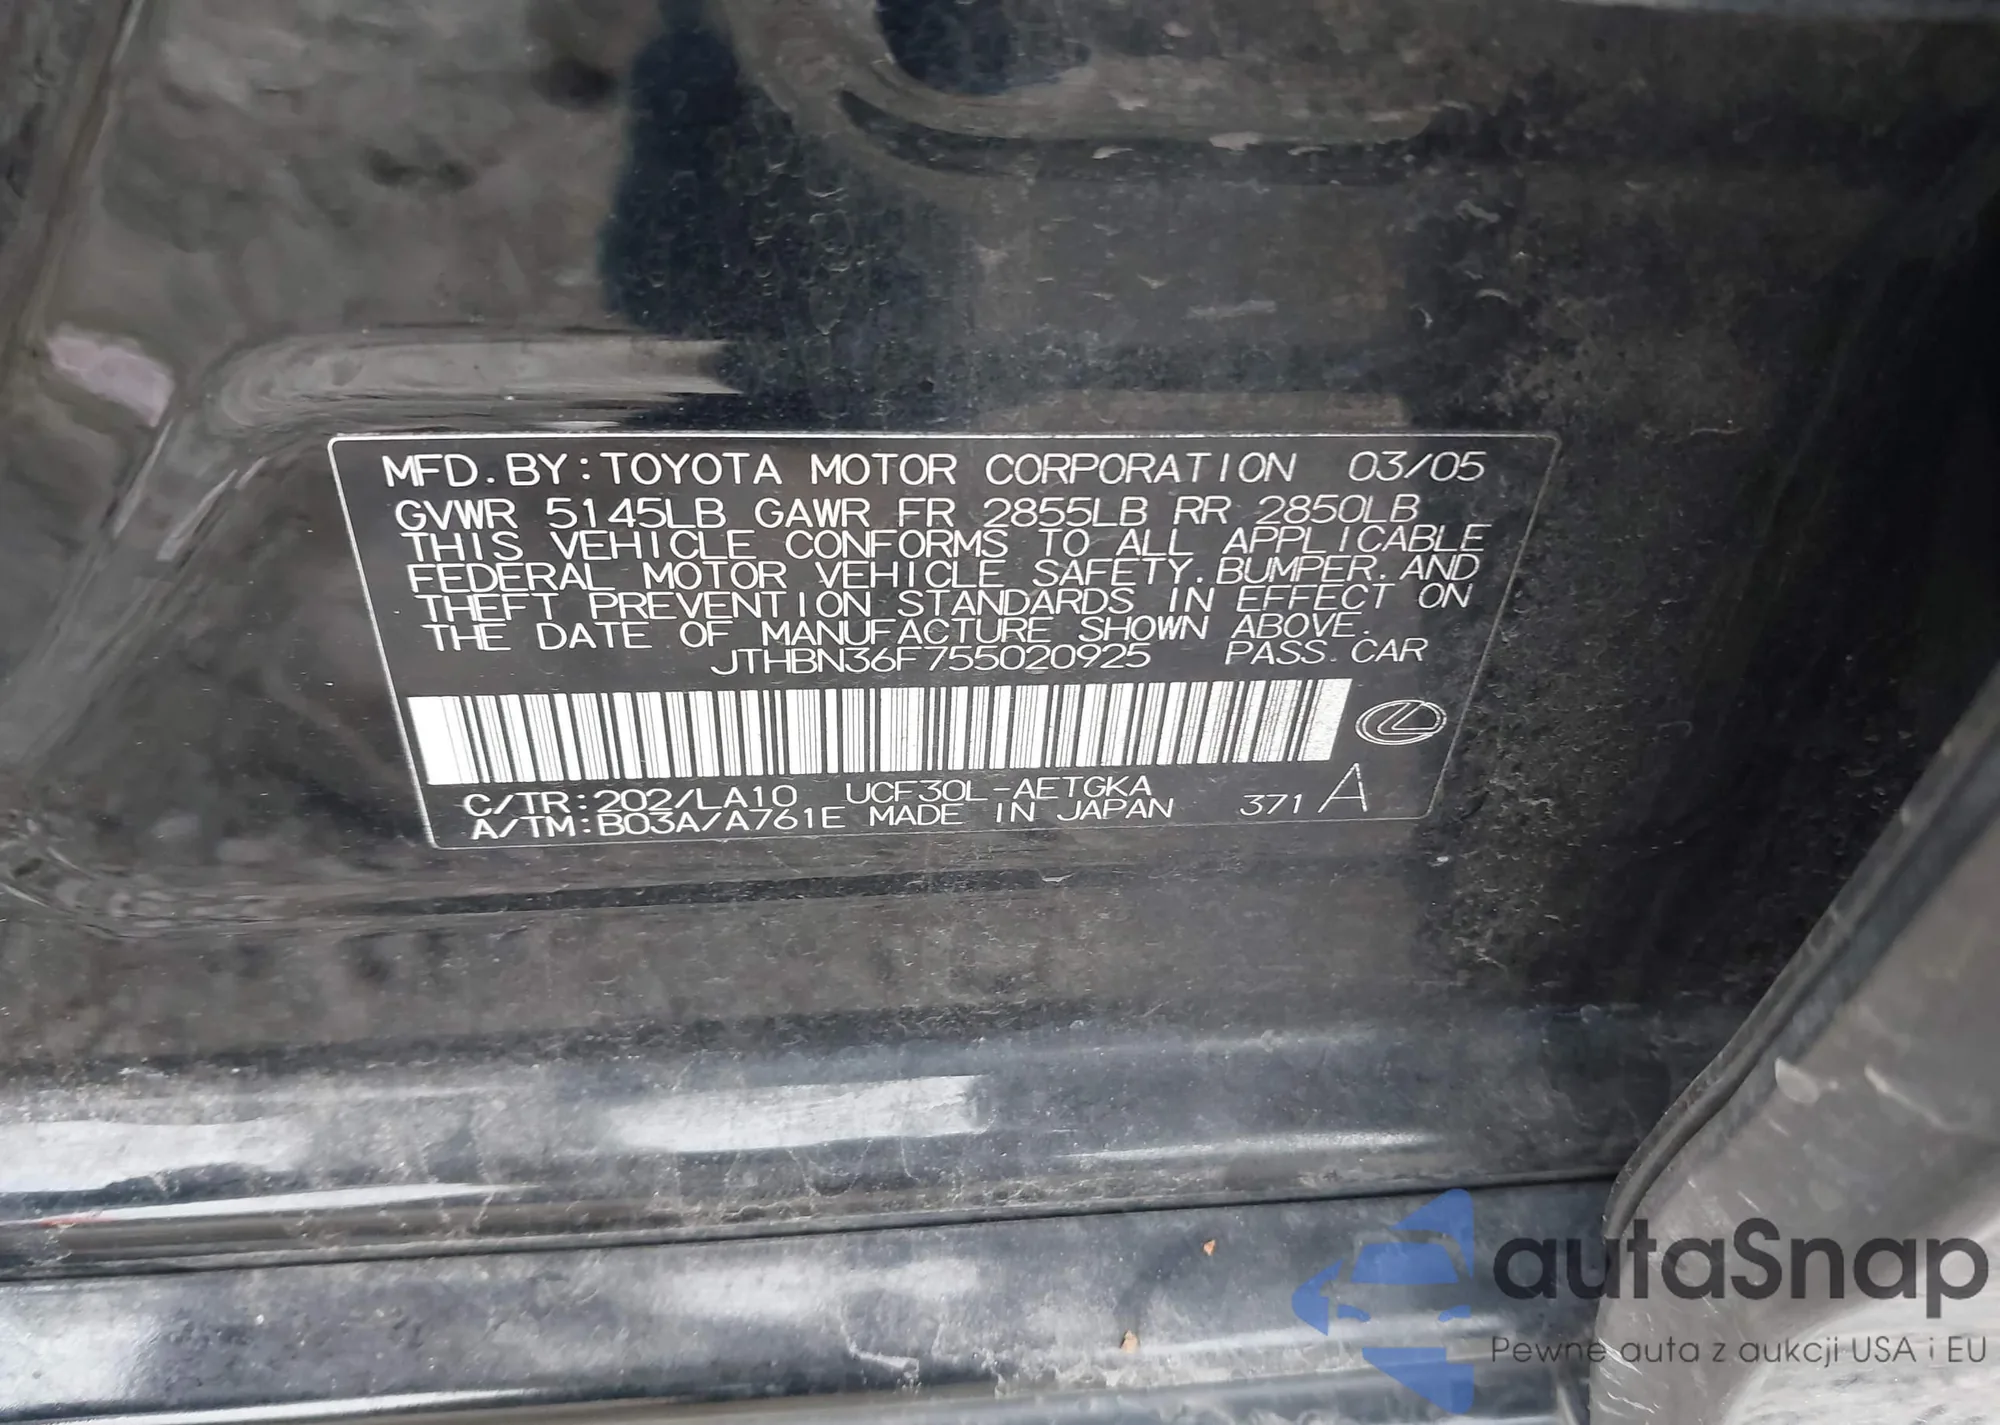 MFD. BY: TOYOTA MOTOR CORPORATION 03/05
GVWR 5145LB GAWR FR 2855LB RR 2850LB
THIS VEHICLE CONFORMS TO ALL APPLICABLE
FEDERAL MOTOR VEHICLE SAFETY, BUMPER, AND
THEFT PREVENTION STANDARDS IN EFFECT ON
THE DATE OF MANUFACTURE SHOWN ABOVE.
JTHBN36F755020925 PASS. CAR
C/TR: 202/LA10 UCF30L-AETGKA 371 A
A/TM: B03A/A761E MADE IN JAPAN
autaSnap
Pewne auta z aukcji USA i EU